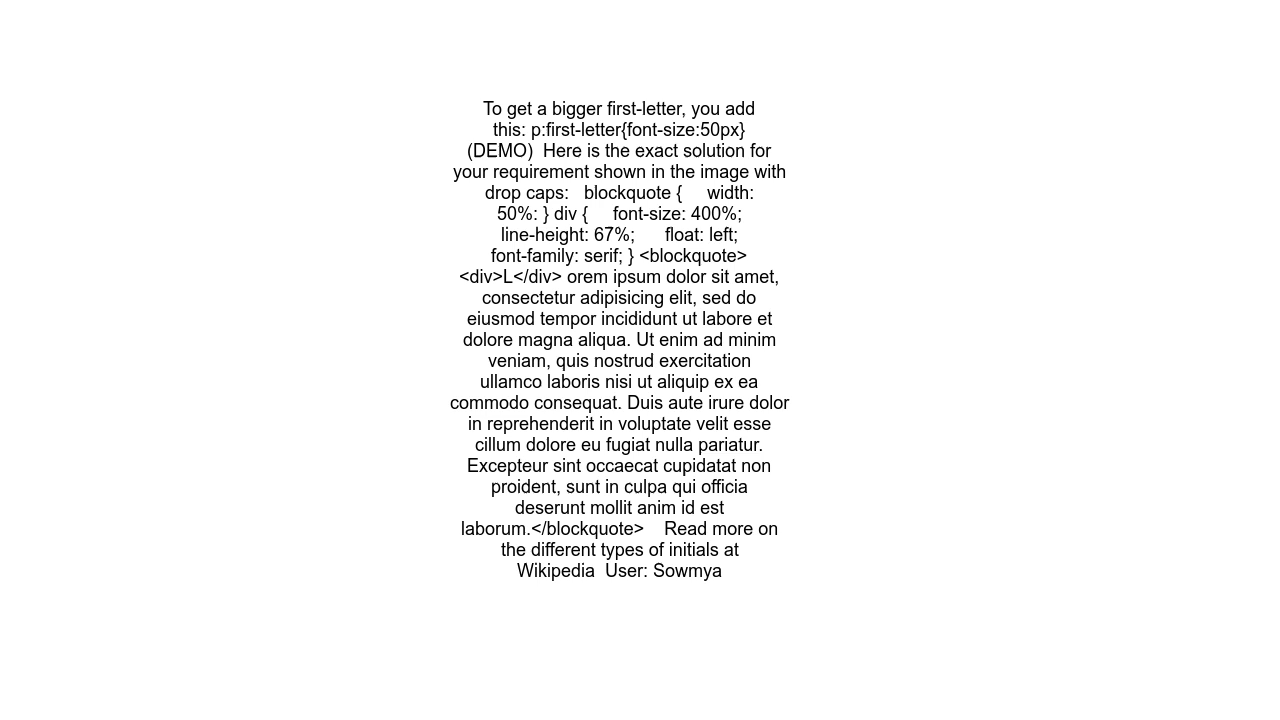 To get a bigger first-letter, you add
this: p:first-letter{font-size:50px}
(DEMO)  Here is the exact solution for
your requirement shown in the image with
drop caps:   blockquote {     width:
50%: } div {     font-size: 400%;
line-height: 67%;      float: left;
font-family: serif; } <blockquote>
<div>L</div> orem ipsum dolor sit amet,
consectetur adipisicing elit, sed do
eiusmod tempor incididunt ut labore et
dolore magna aliqua. Ut enim ad minim
veniam, quis nostrud exercitation
ullamco laboris nisi ut aliquip ex ea
commodo consequat. Duis aute irure dolor
in reprehenderit in voluptate velit esse
cillum dolore eu fugiat nulla pariatur.
Excepteur sint occaecat cupidatat non
proident, sunt in culpa qui officia
deserunt mollit anim id est
laborum.</blockquote>    Read more on
the different types of initials at
Wikipedia  User: Sowmya